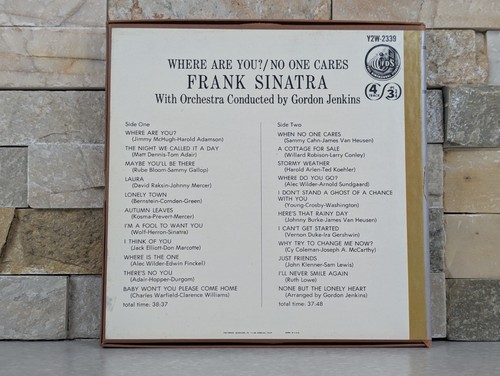 Y2W-2339
WHERE ARE YOU?/NO ONE CARES
FRANK SINATRA
With Orchestra Conducted by Gordon Jenkins
4 TRACK
3¾
Side One
WHERE ARE YOU?
(Jimmy McHugh-Harold Adamson)
THE NIGHT WE CALLED IT A DAY
(Matt Dennis-Tom Adair)
MAYBE YOU'LL BE THERE
(Rube Bloom-Sammy Gallop)
LAURA
(David Raksin-Johnny Mercer)
LONELY TOWN
(Bernstein-Comden-Green)
AUTUMN LEAVES
(Kosma-Prevert-Mercer)
I'M A FOOL TO WANT YOU
(Wolf-Herron-Sinatra)
I THINK OF YOU
(Jack Elliott-Don Marcotte)
WHERE IS THE ONE
(Alec Wilder-Edwin Finckel)
THERE'S NO YOU
(Adair-Hopper-Durgom)
BABY WON'T YOU PLEASE COME HOME
(Charles Warfield-Clarence Williams)
total time: 38:37
Side Two
WHEN NO ONE CARES
(Sammy Cahn-James Van Heusen)
A COTTAGE FOR SALE
(Willard Robison-Larry Conley)
STORMY WEATHER
(Harold Arlen-Ted Koehler)
WHERE DO YOU GO?
(Alec Wilder-Arnold Sundgaard)
I DON'T STAND A GHOST OF A CHANCE
WITH YOU
(Young-Crosby-Washington)
HERE'S THAT RAINY DAY
(Johnny Burke-James Van Heusen)
I CAN'T GET STARTED
(Vernon Duke-Ira Gershwin)
WHY TRY TO CHANGE ME NOW?
(Cy Coleman-Joseph A. McCarthy)
JUST FRIENDS
(John Klenner-Sam Lewis)
I'LL NEVER SMILE AGAIN
(Ruth Lowe)
NONE BUT THE LONELY HEART
(Arranged by Gordon Jenkins)
total time: 37:48